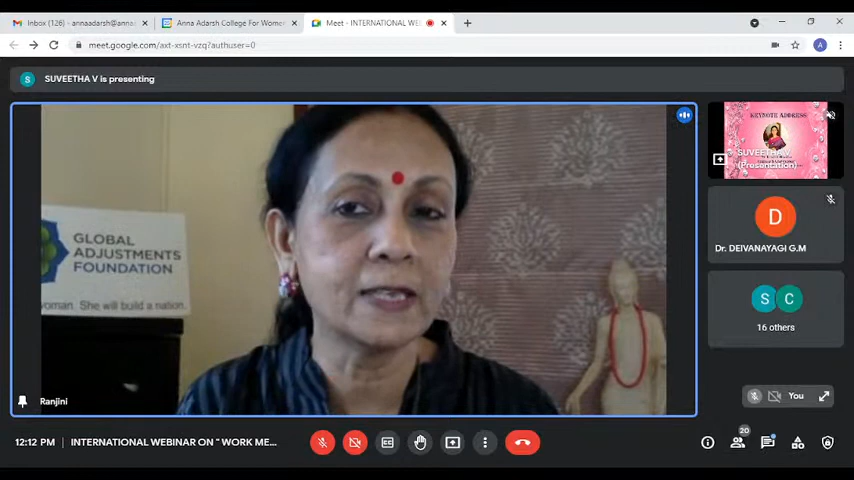 Inbox (126) - annaadarsh@anna
Anna Adarsh College For Women
Meet - INTERNATIONAL WE
meet.google.com/axt-xsnt-vzq?authuser=0
A
S
SUVEETHA V is presenting
KEYNOTE ADDRESS
SUVEETHA V
(Presentation)
GLOBAL
ADJUSTMENTS
FOUNDATION
woman. She will build a nation.
D
Dr. DEIVANAYAGI G.M
S C
16 others
Ranjini
You
12:12 PM | INTERNATIONAL WEBINAR ON " WORK ME...
CC
20